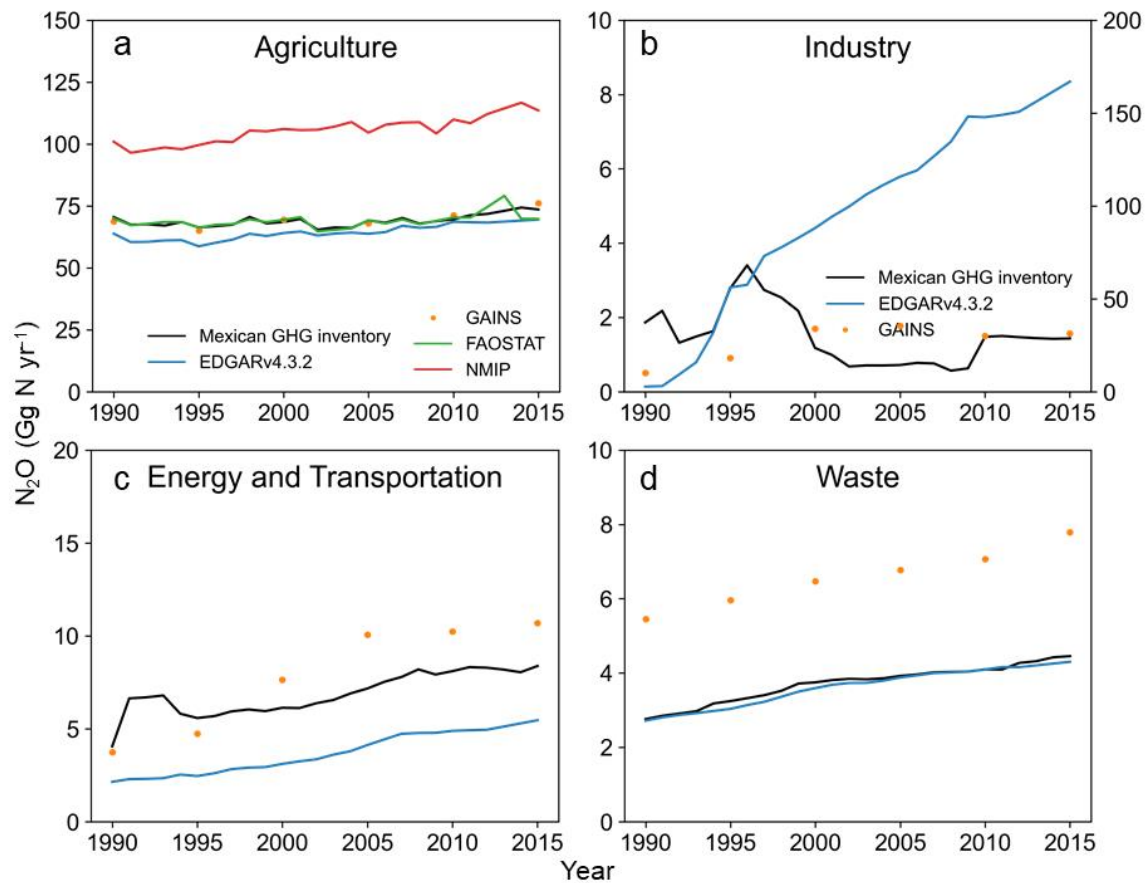 a Agriculture
150
125
100
75
50
25
0
Mexican GHG inventory
EDGARv4.3.2
GAINS
FAOSTAT
NMIP
1990 1995 2000 2005 2010 2015
b Industry
10
8
6
4
2
0
200
150
100
50
0
Mexican GHG inventory
EDGARv4.3.2
GAINS
1990 1995 2000 2005 2010 2015
N₂O (Gg N yr⁻¹)
c Energy and Transportation
20
15
10
5
0
1990 1995 2000 2005 2010 2015
d Waste
10
8
6
4
2
0
1990 1995 2000 2005 2010 2015
Year